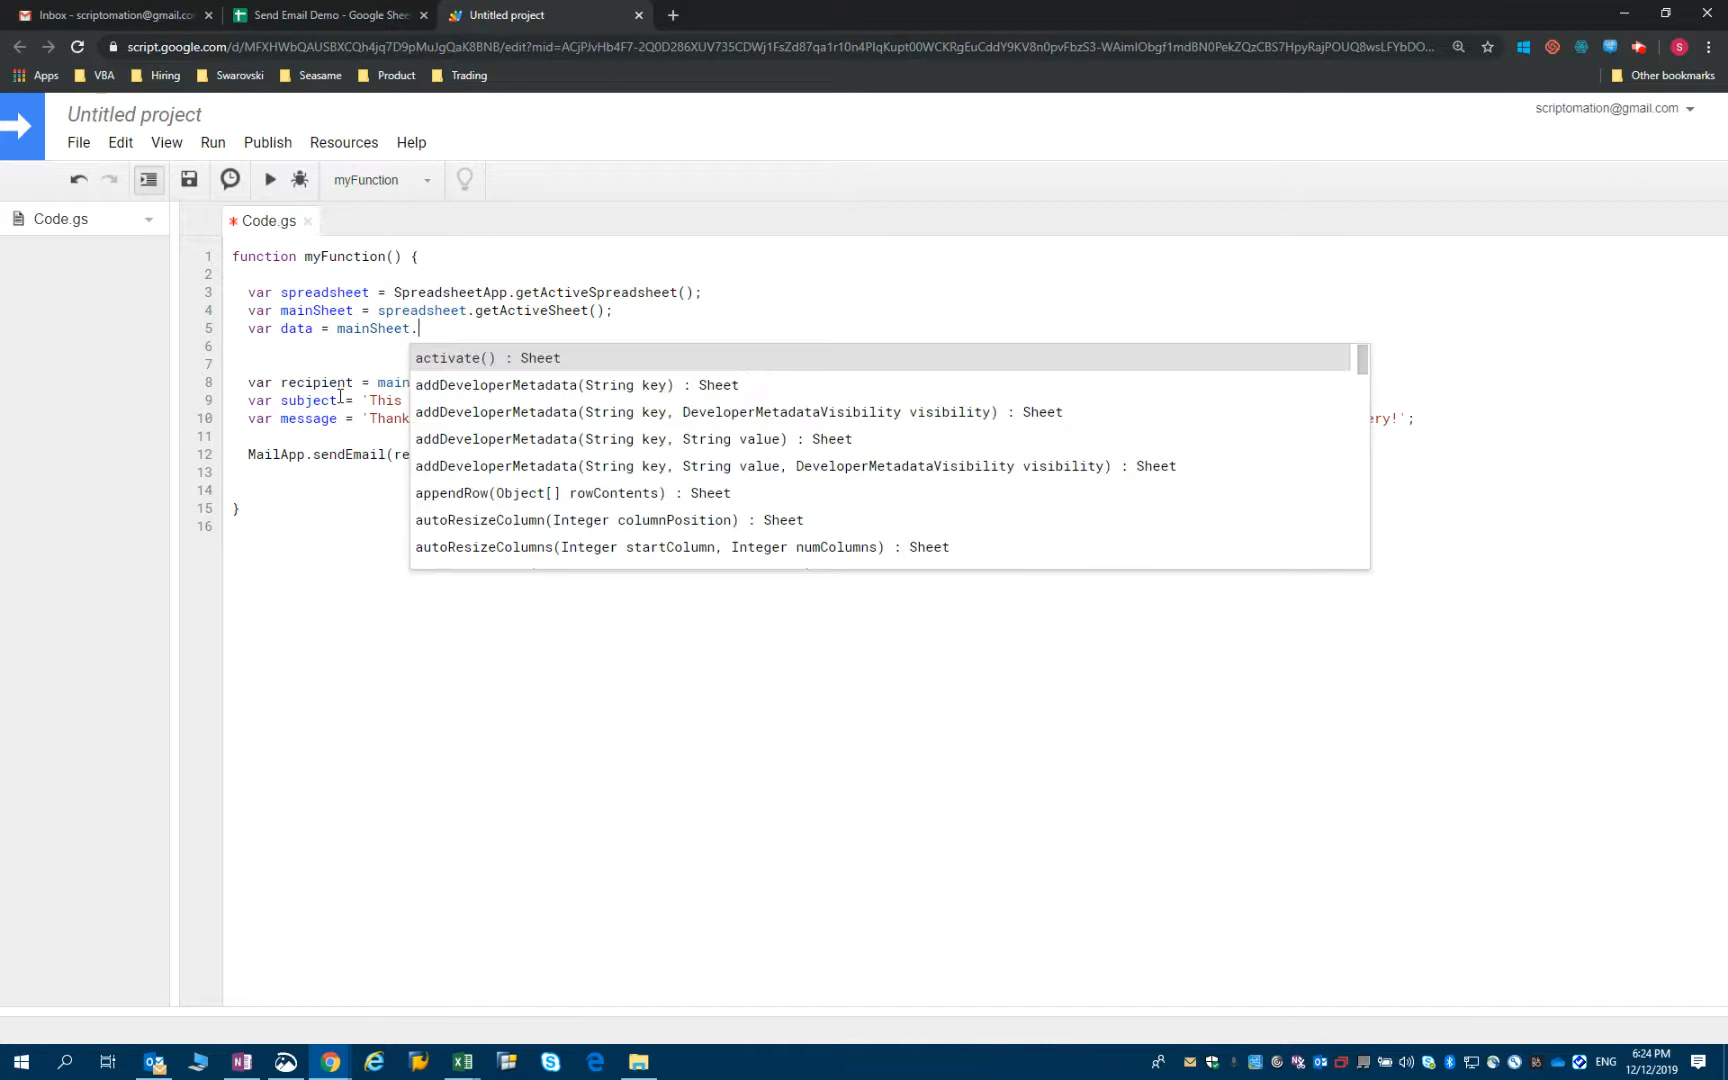 Inbox - scriptomation@gmail.co
Send Email Demo - Google Shee
Untitled project
script.google.com/d/MFXHWbQAUSBXCQh4jq7D9pMuJgQaK8BNB/edit?mid=ACjPJvHb4F7-2Q0D286XUV735CDWj1FsZd87qa1r10n4PIqKupt00WCKRgEuCddY9KV8n0pvFbzS3-WAimIObgf1mdBN0PekZQzCBS7HpyRajPOUQ8wsLFYbDO...
Apps VBA Hiring Swarovski Seasame Product Trading Other bookmarks
Untitled project
scriptomation@gmail.com
File Edit View Run Publish Resources Help
myFunction
Code.gs
* Code.gs
1 function myFunction() {
2
3 var spreadsheet = SpreadsheetApp.getActiveSpreadsheet();
4 var mainSheet = spreadsheet.getActiveSheet();
5 var data = mainSheet.
6
7
8 var recipient = main
9 var subject = 'This
10 var message = 'Thank ery!';
11
12 MailApp.sendEmail(re
13
14
15 }
16
activate() : Sheet
addDeveloperMetadata(String key) : Sheet
addDeveloperMetadata(String key, DeveloperMetadataVisibility visibility) : Sheet
addDeveloperMetadata(String key, String value) : Sheet
addDeveloperMetadata(String key, String value, DeveloperMetadataVisibility visibility) : Sheet
appendRow(Object[] rowContents) : Sheet
autoResizeColumn(Integer columnPosition) : Sheet
autoResizeColumns(Integer startColumn, Integer numColumns) : Sheet
ENG
6:24 PM
12/12/2019